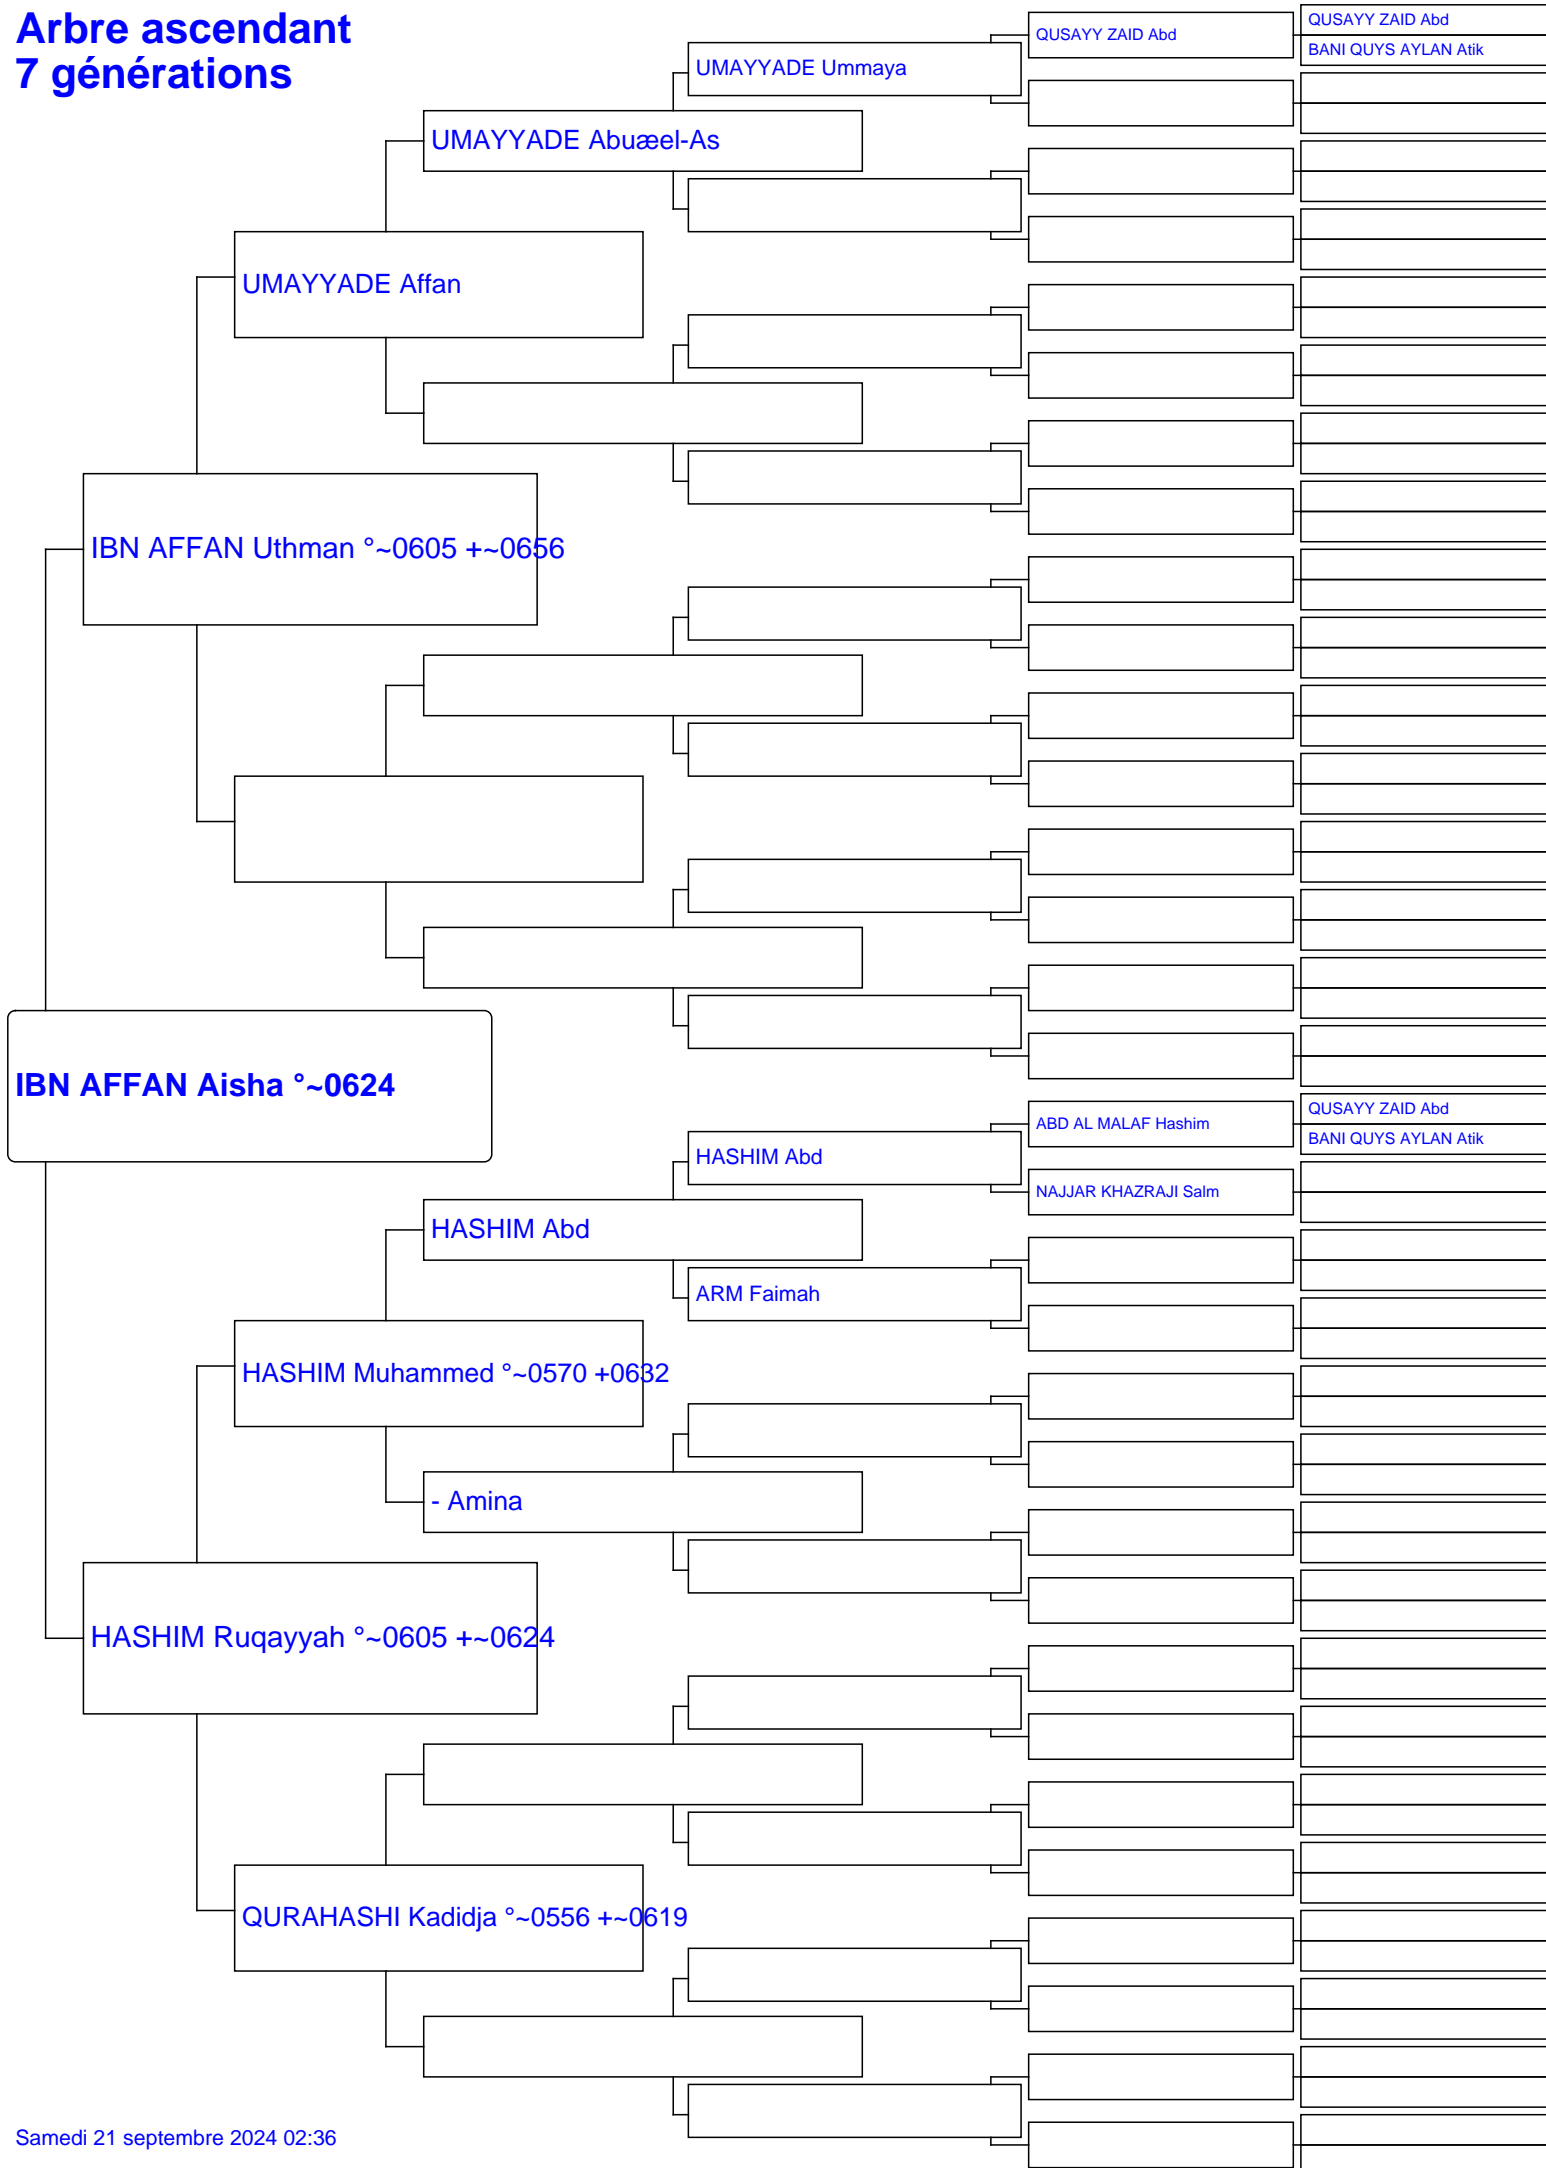 Arbre ascendant
7 générations
QUSAYY ZAID Abd
QUSAYY ZAID Abd
BANI QUYS AYLAN Atik
UMAYYADE Ummaya
UMAYYADE Abuæel-As
UMAYYADE Affan
IBN AFFAN Uthman °~0605 +~0656
IBN AFFAN Aisha °~0624
ABD AL MALAF Hashim
QUSAYY ZAID Abd
BANI QUYS AYLAN Atik
HASHIM Abd
NAJJAR KHAZRAJI Salm
HASHIM Abd
ARM Faimah
HASHIM Muhammed °~0570 +0632
- Amina
HASHIM Ruqayyah °~0605 +~0624
QURAHASHI Kadidja °~0556 +~0619
Samedi 21 septembre 2024 02:36